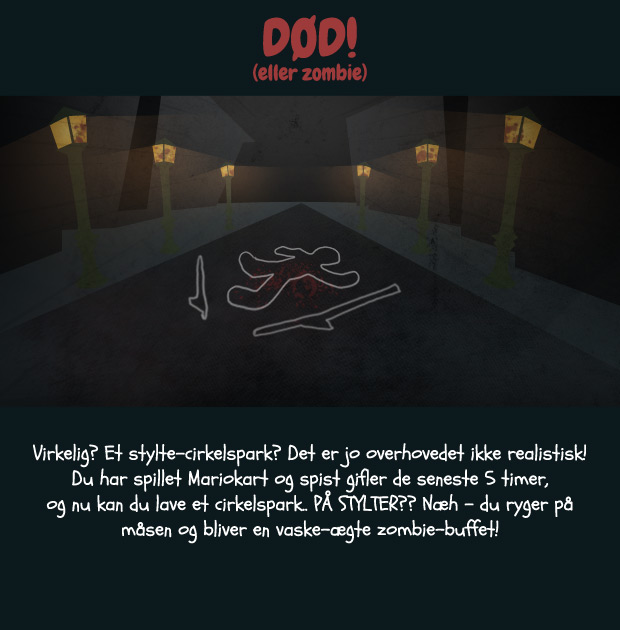 DØD!
(eller zombie)
Virkelig? Et stylte-cirkelspark? Det er jo overhovedet ikke realistisk!
Du har spillet Mariokart og spist gifler de seneste 5 timer,
og nu kan du lave et cirkelspark.. PÅ STYLTER?? Næh - du ryger på
måsen og bliver en vaske-ægte zombie-buffet!